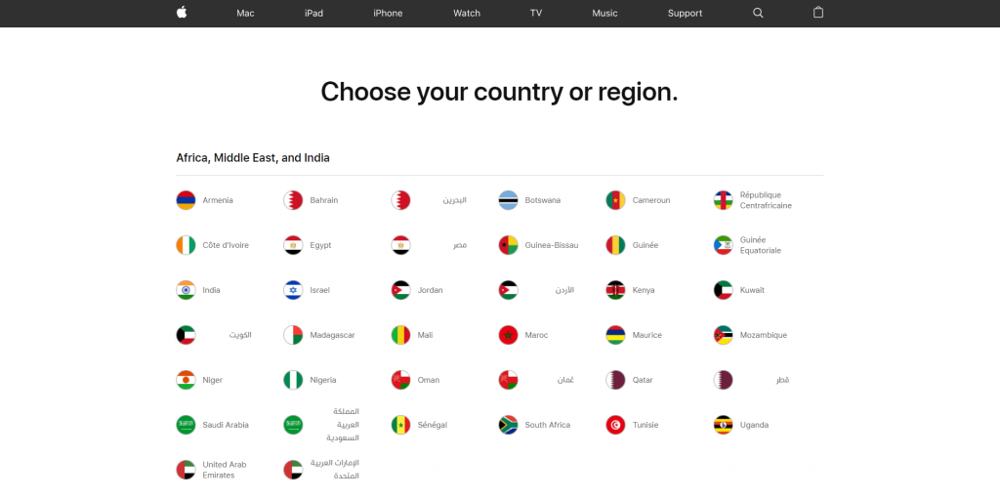 Mac
iPad
iPhone
Watch
TV
Music
Support
Choose your country or region.
Africa, Middle East, and India
Armenia
Bahrain
البحرين
Botswana
Cameroun
République
Centrafricaine
Côte d'Ivoire
Egypt
مصر
Guinea-Bissau
Guinée
Guinée
Equatoriale
India
Israel
Jordan
الأردن
Kenya
Kuwait
الكويت
Madagascar
Mali
Maroc
Maurice
Mozambique
Niger
Nigeria
Oman
عُمان
Qatar
قطر
Saudi Arabia
المملكة
العربية
السعودية
Sénégal
South Africa
Tunisie
Uganda
United Arab
Emirates
الإمارات العربية
المتحدة